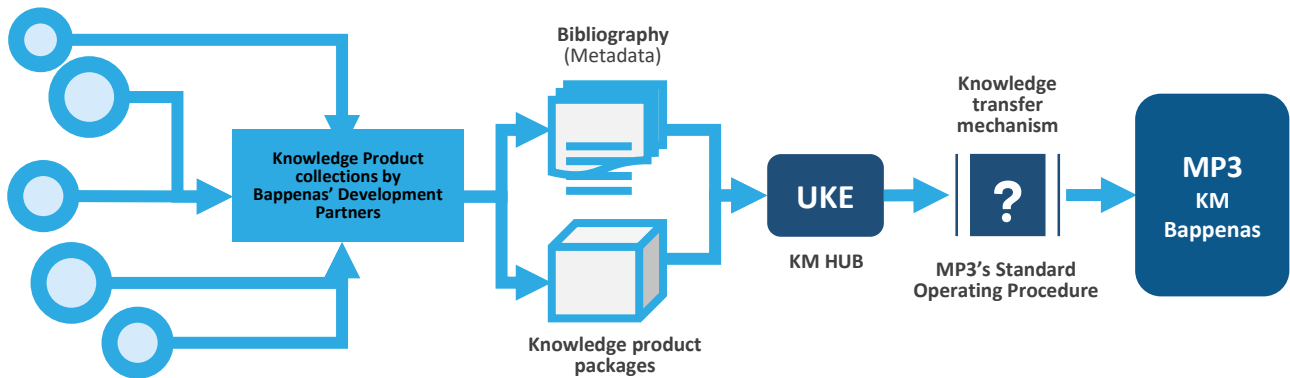 Knowledge Product
collections by
Bappenas’ Development
Partners
Bibliography
(Metadata)
Knowledge product
packages
UKE
KM HUB
Knowledge
transfer
mechanism
?
MP3’s Standard
Operating Procedure
MP3
KM
Bappenas